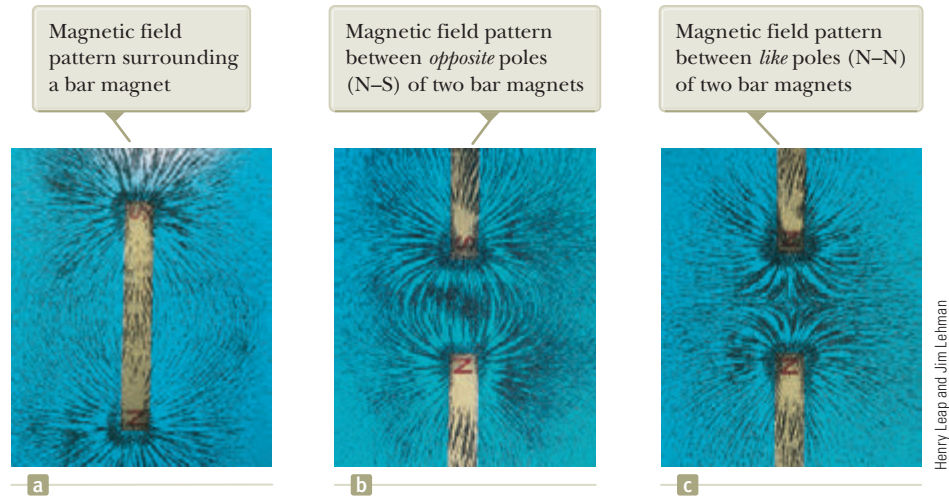 Magnetic field
pattern surrounding
a bar magnet
Magnetic field pattern
between opposite poles
(N–S) of two bar magnets
Magnetic field pattern
between like poles (N–N)
of two bar magnets
S
N
S
N
N
N
Henry Leap and Jim Lehman
a
b
c